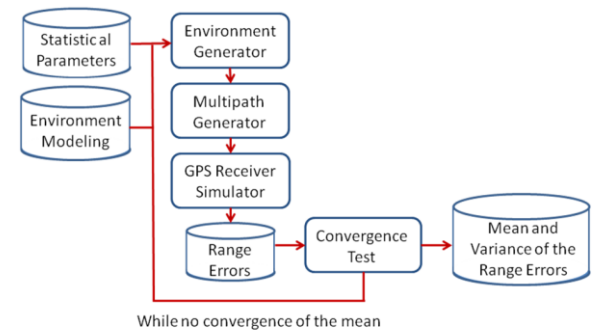 Statistical
Parameters
Environment
Generator
Environment
Modeling
Multipath
Generator
GPS Receiver
Simulator
Range
Errors
Convergence
Test
Mean and
Variance of the
Range Errors
While no convergence of the mean